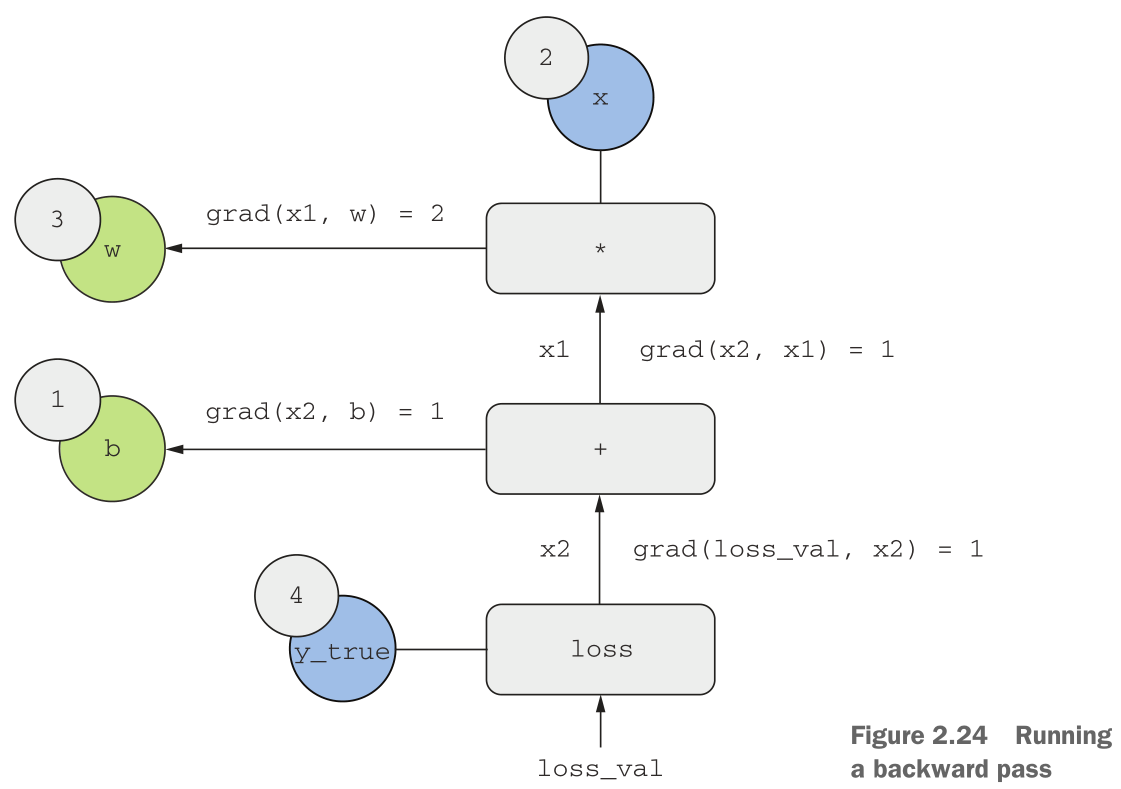 2
x
3
grad(x1, w) = 2
w
*
x1 grad(x2, x1) = 1
1
grad(x2, b) = 1
b
+
x2 grad(loss_val, x2) = 1
4
y_true
loss
loss_val
Figure 2.24 Running
a backward pass